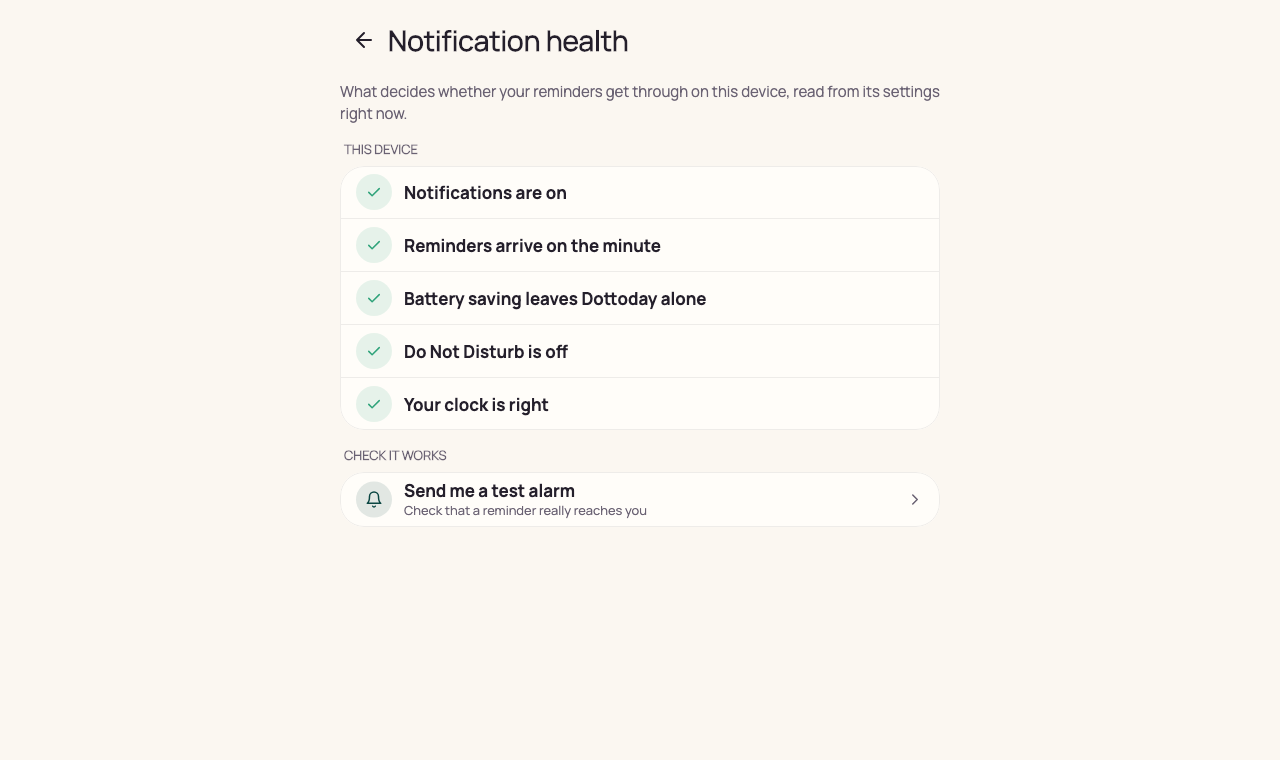 Notification health
What decides whether your reminders get through on this device, read from its settings
right now.
THIS DEVICE
Notifications are on
Reminders arrive on the minute
Battery saving leaves Dottoday alone
Do Not Disturb is off
Your clock is right
CHECK IT WORKS
Send me a test alarm
Check that a reminder really reaches you